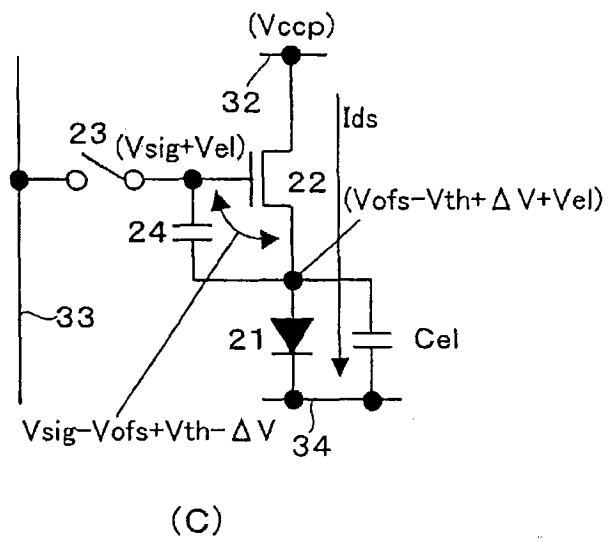 (Vccp)
32
Ids
23
(Vsig+Vel)
22
(Vofs-Vth+ΔV+Vel)
24
33
21
Cel
Vsig-Vofs+Vth-ΔV
34
(C)